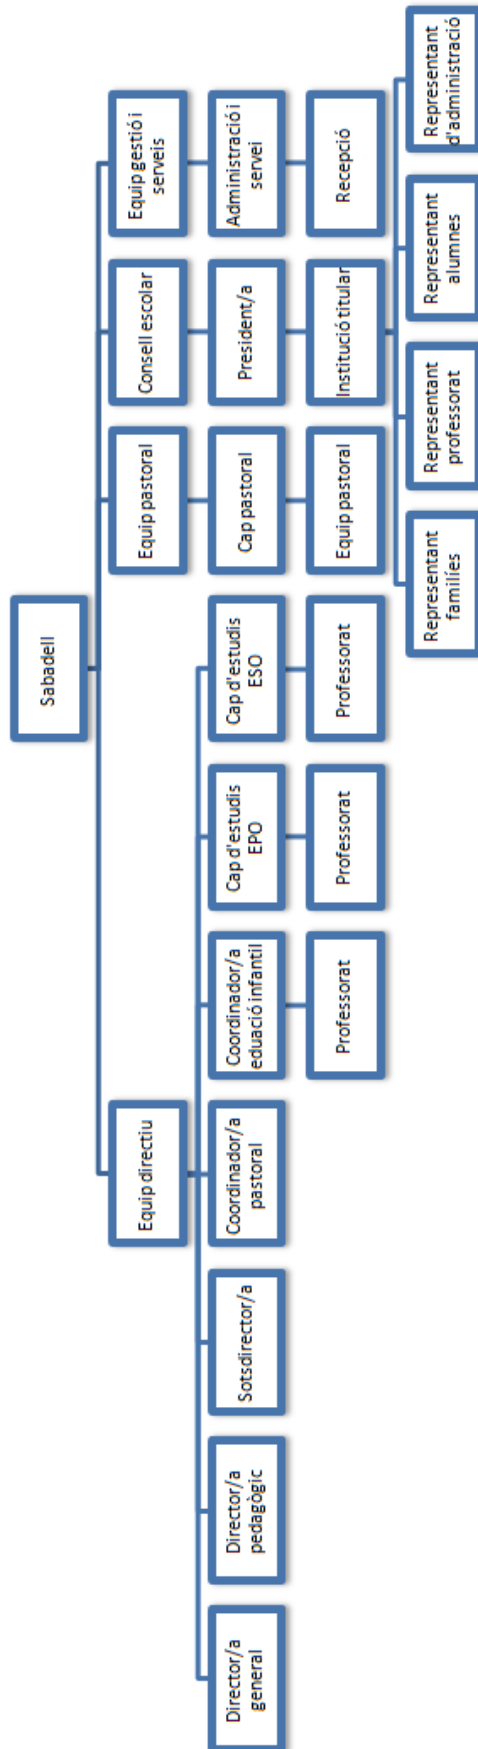 Sabadell
Equip directiu
Equip pastoral
Consell escolar
Equip gestió i
serveis
Director/a
general
Director/a
pedagògic
Sotsdirector/a
Coordinador/a
pastoral
Coordinador/a
eduació infantil
Cap d'estudis
EPO
Cap d'estudis
ESO
Cap pastoral
President/a
Administració i
servei
Professorat
Professorat
Professorat
Equip pastoral
Institució titular
Recepció
Representant
famílies
Representant
professorat
Representant
alumnes
Representant
d'administració